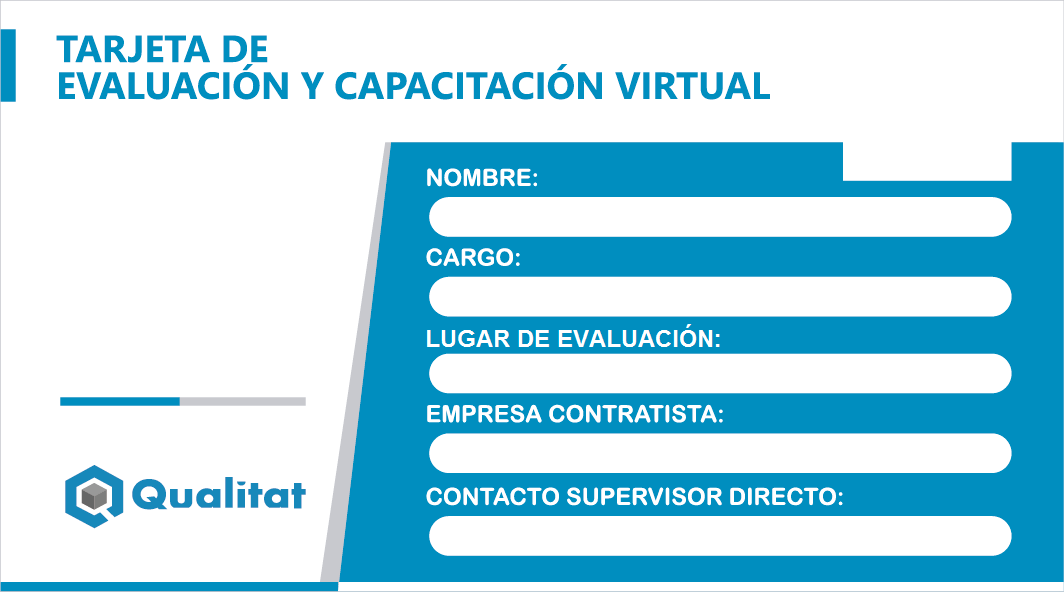 TARJETA DE
EVALUACIÓN Y CAPACITACIÓN VIRTUAL
NOMBRE:
CARGO:
LUGAR DE EVALUACIÓN:
EMPRESA CONTRATISTA:
CONTACTO SUPERVISOR DIRECTO:
Qualitat